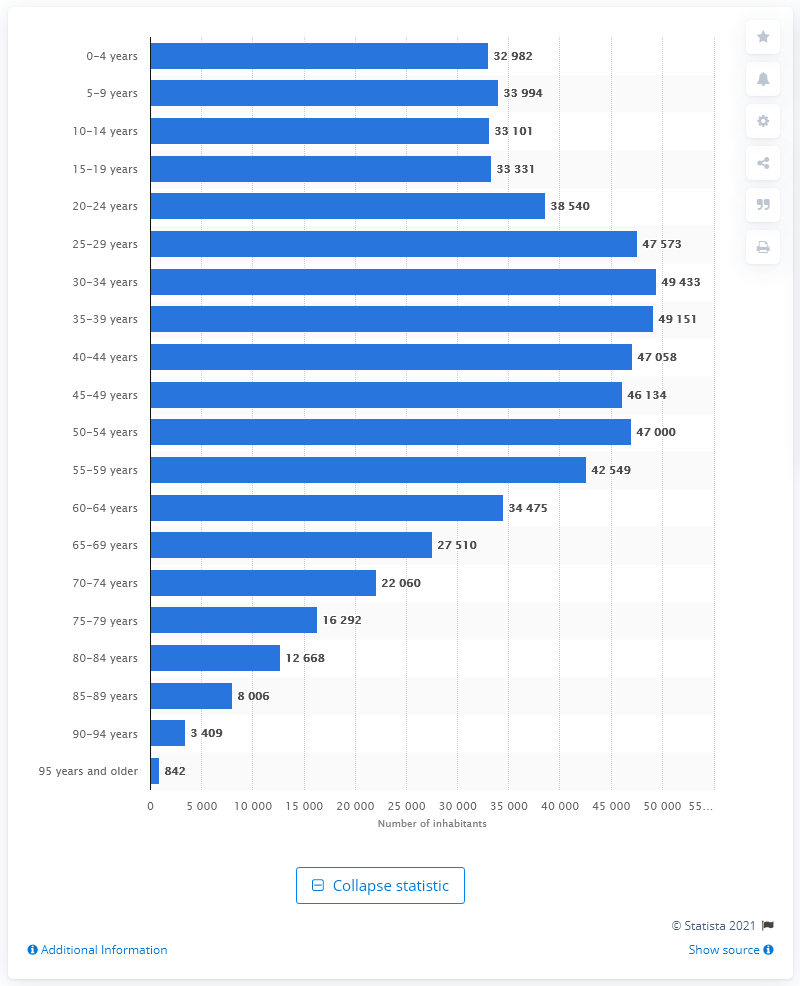 0–4 years 32 982
5–9 years 33 994
10–14 years 33 101
15–19 years 33 331
20–24 years 38 540
25–29 years 47 573
30–34 years 49 433
35–39 years 49 151
40–44 years 47 058
45–49 years 46 134
50–54 years 47 000
55–59 years 42 549
60–64 years 34 475
65–69 years 27 510
70–74 years 22 060
75–79 years 16 292
80–84 years 12 668
85–89 years 8 006
90–94 years 3 409
95 years and older 842
0 5 000 10 000 15 000 20 000 25 000 30 000 35 000 40 000 45 000 50 000 55...
Number of inhabitants
Collapse statistic
© Statista 2021
Additional Information Show source